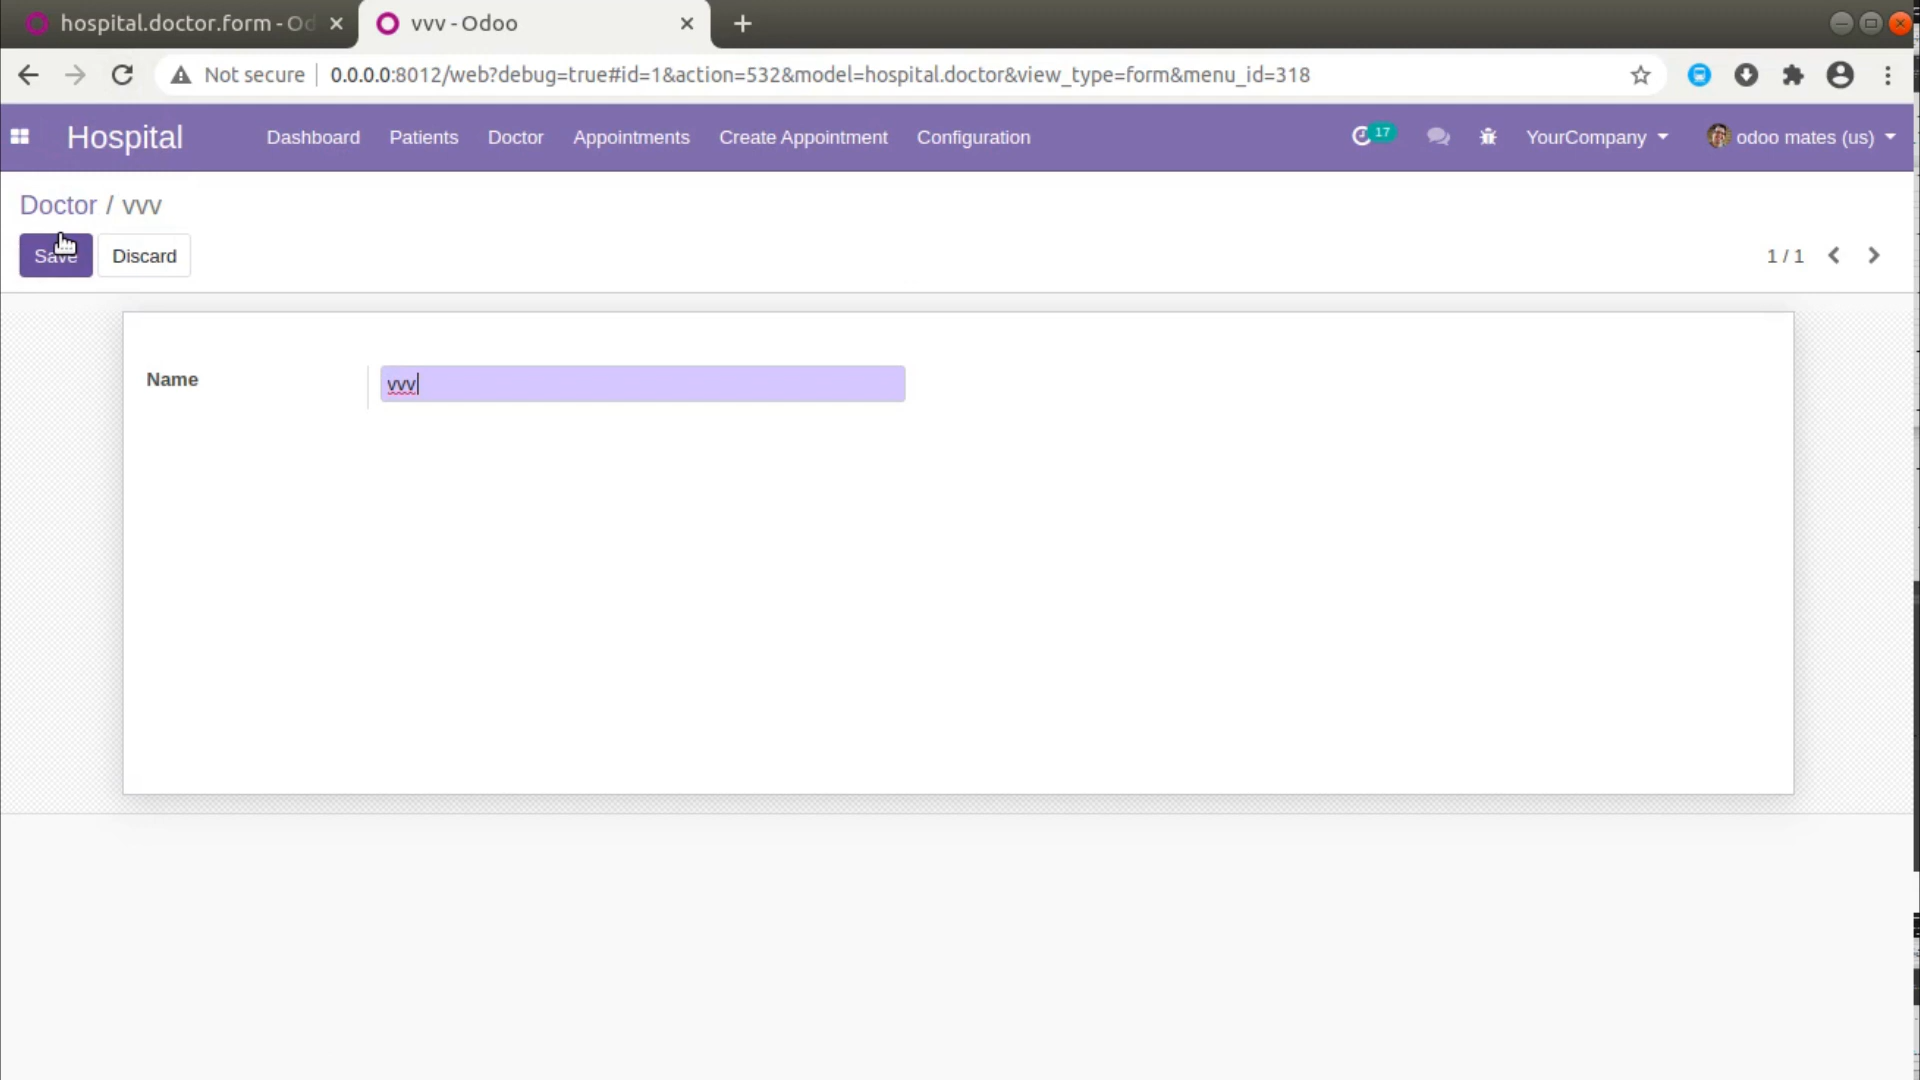 hospital.doctor.form - Od
vvv - Odoo
Not secure 0.0.0.0:8012/web?debug=true#id=1&action=532&model=hospital.doctor&view_type=form&menu_id=318
Hospital Dashboard Patients Doctor Appointments Create Appointment Configuration 17 YourCompany odoo mates (us)
Doctor / vvv
Save Discard 1 / 1
Name vvv